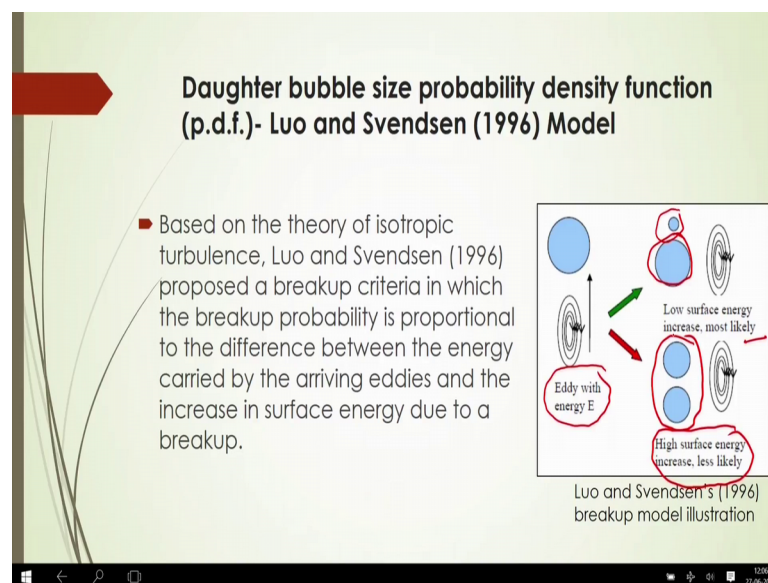 Daughter bubble size probability density function
(p.d.f.)- Luo and Svendsen (1996) Model
Based on the theory of isotropic
turbulence, Luo and Svendsen (1996)
proposed a breakup criteria in which
the breakup probability is proportional
to the difference between the energy
carried by the arriving eddies and the
increase in surface energy due to a
breakup.
Eddy with
energy E
Low surface energy
increase, most likely
High surface energy
increase, less likely
Luo and Svendsen's (1996)
breakup model illustration
12:06